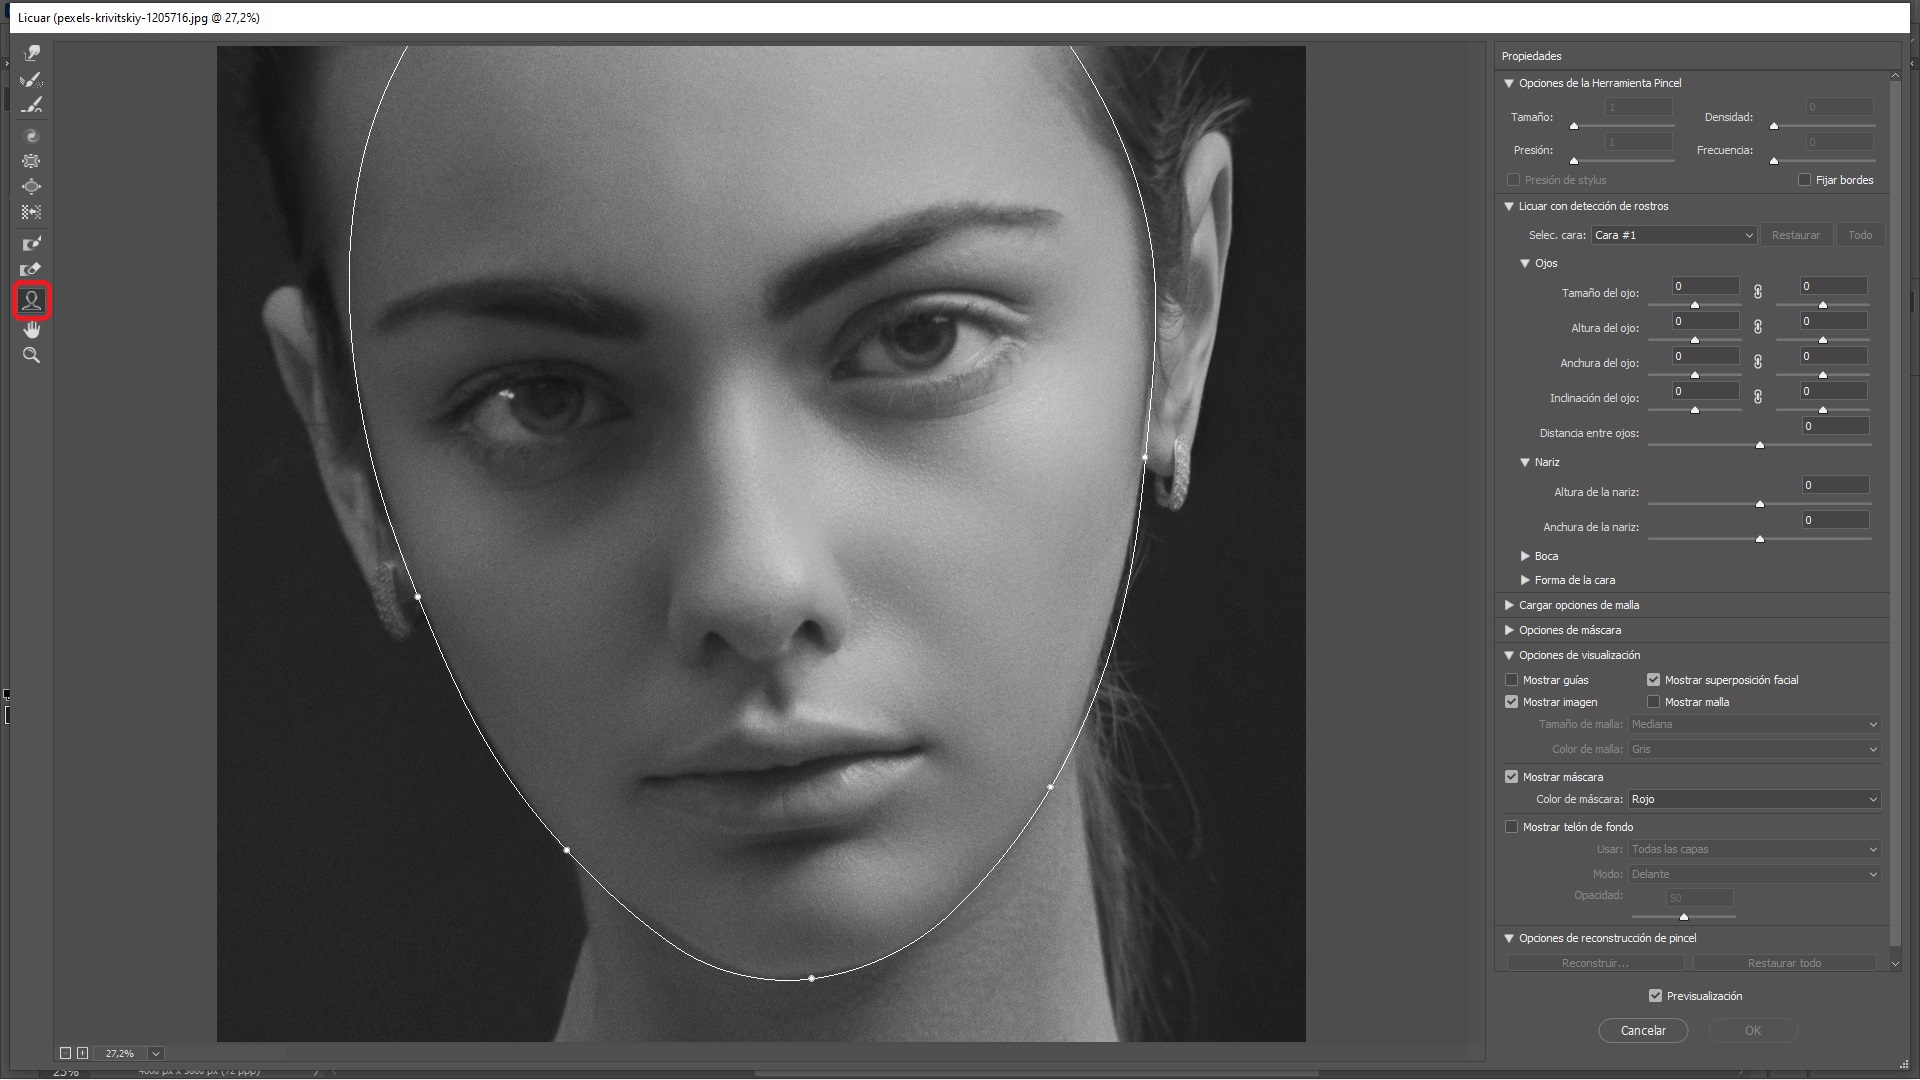 Licuar (pexels-krivitskiy-1205716.jpg @ 27,2%)
Propiedades
Opciones de la Herramienta Pincel
Tamaño: 1 Densidad: 0
Presión: 1 Frecuencia: 0
Presión de stylus Fijar bordes
Licuar con detección de rostros
Selec. cara: Cara #1 Restaurar Todo
Ojos
Tamaño del ojo: 0 0
Altura del ojo: 0 0
Anchura del ojo: 0 0
Inclinación del ojo: 0 0
Distancia entre ojos: 0
Nariz
Altura de la nariz: 0
Anchura de la nariz: 0
Boca
Forma de la cara
Cargar opciones de malla
Opciones de máscara
Opciones de visualización
Mostrar guías Mostrar superposición facial
Mostrar imagen Mostrar malla
Tamaño de malla: Mediana
Color de malla: Gris
Mostrar máscara
Color de máscara: Rojo
Mostrar telón de fondo
Usar: Todas las capas
Modo: Delante
Opacidad: 50
Opciones de reconstrucción de pincel
Reconstruir... Restaurar todo
Previsualización
Cancelar OK
27,2%
25%